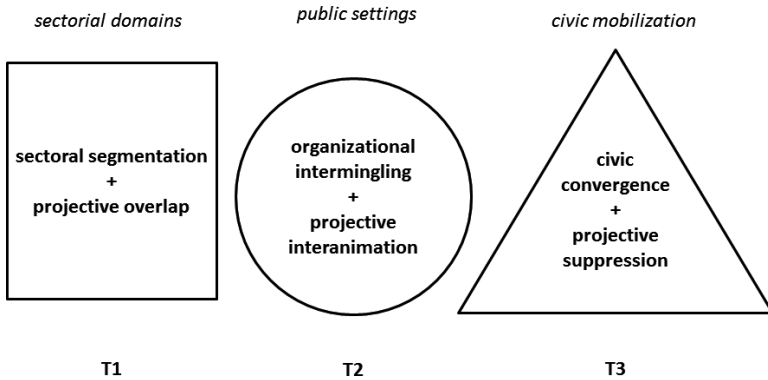 sectorial domains
public settings
civic mobilization
sectoral segmentation
+
projective overlap
organizational
intermingling
+
projective
interanimation
civic
convergence
+
projective
suppression
T1
T2
T3